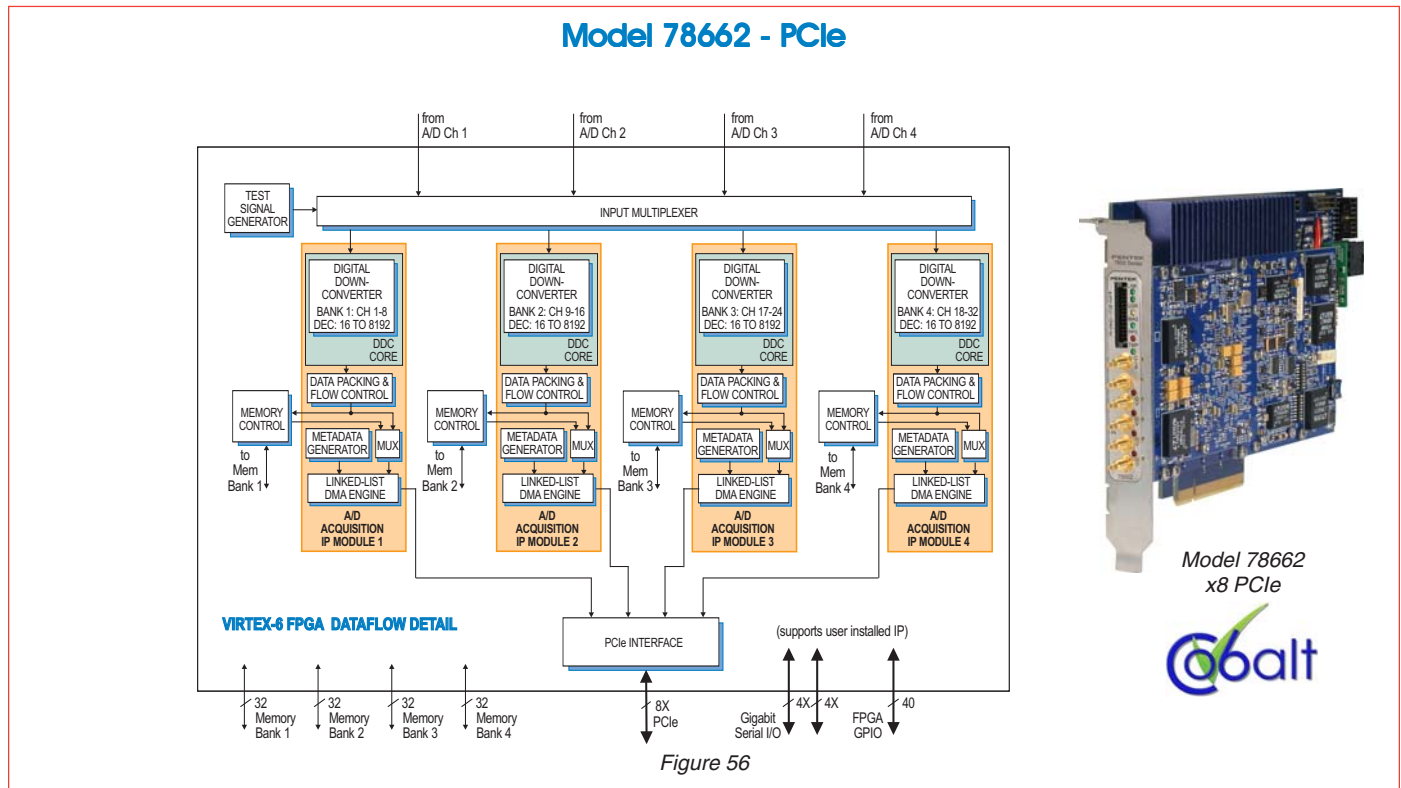 Model 78662 - PCIe
from
A/D Ch 1
from
A/D Ch 2
from
A/D Ch 3
from
A/D Ch 4
TEST
SIGNAL
GENERATOR
INPUT MULTIPLEXER
DIGITAL
DOWN-
CONVERTER
BANK 1: CH 1-8
DEC: 16 TO 8192
DDC
CORE
DATA PACKING &
FLOW CONTROL
MEMORY
CONTROL
METADATA
GENERATOR
MUX
to
Mem
Bank 1
LINKED-LIST
DMA ENGINE
A/D
ACQUISITION
IP MODULE 1
DIGITAL
DOWN-
CONVERTER
BANK 2: CH 9-16
DEC: 16 TO 8192
DDC
CORE
DATA PACKING &
FLOW CONTROL
MEMORY
CONTROL
METADATA
GENERATOR
MUX
to
Mem
Bank 2
LINKED-LIST
DMA ENGINE
A/D
ACQUISITION
IP MODULE 2
DIGITAL
DOWN-
CONVERTER
BANK 3: CH 17-24
DEC: 16 TO 8192
DDC
CORE
DATA PACKING &
FLOW CONTROL
MEMORY
CONTROL
METADATA
GENERATOR
MUX
to
Mem
Bank 3
LINKED-LIST
DMA ENGINE
A/D
ACQUISITION
IP MODULE 3
DIGITAL
DOWN-
CONVERTER
BANK 4: CH 18-32
DEC: 16 TO 8192
DDC
CORE
DATA PACKING &
FLOW CONTROL
MEMORY
CONTROL
METADATA
GENERATOR
MUX
to
Mem
Bank 4
LINKED-LIST
DMA ENGINE
A/D
ACQUISITION
IP MODULE 4
VIRTEX-6 FPGA DATAFLOW DETAIL
PCIe INTERFACE
(supports user installed IP)
32
Memory
Bank 1
32
Memory
Bank 2
32
Memory
Bank 3
32
Memory
Bank 4
8X
PCIe
Gigabit
Serial I/O
4X
4X
40
FPGA
GPIO
Figure 56
PENTEK
PENTEK
Model 78662
x8 PCIe
Cobalt